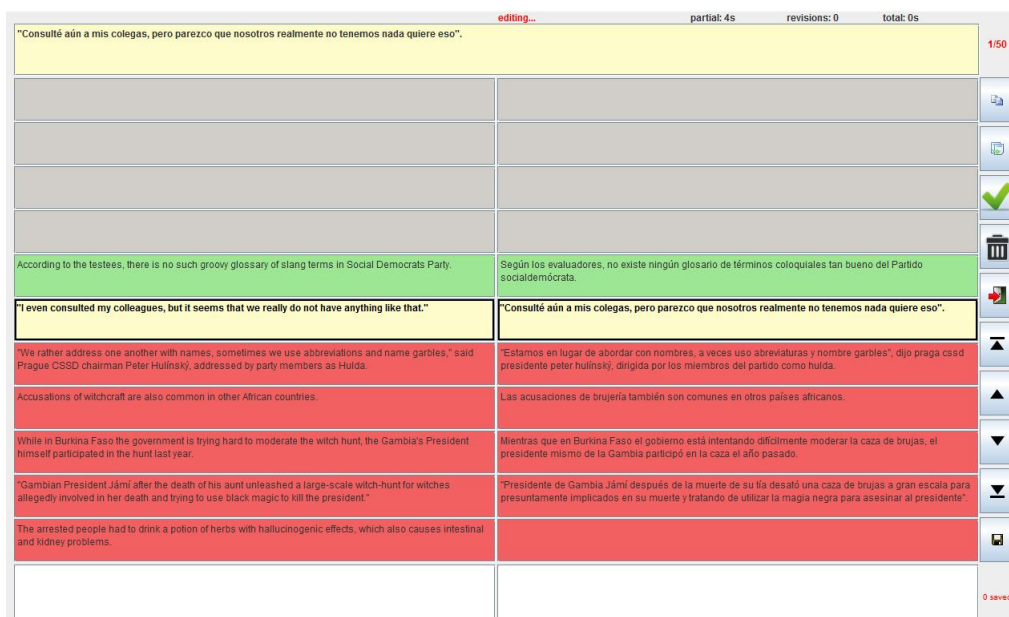 editing... partial: 4s revisions: 0 total: 0s
"Consulté aún a mis colegas, pero parezco que nosotros realmente no tenemos nada quiere eso".
1/50
According to the testees, there is no such groovy glossary of slang terms in Social Democrats Party.
Según los evaluadores, no existe ningún glosario de términos coloquiales tan bueno del Partido
socialdemócrata.
"I even consulted my colleagues, but it seems that we really do not have anything like that."
"Consulté aún a mis colegas, pero parezco que nosotros realmente no tenemos nada quiere eso".
"We rather address one another with names, sometimes we use abbreviations and name garbles," said
Prague CSSD chairman Peter Hulínský, addressed by party members as Hulda.
"Estamos en lugar de abordar con nombres, a veces uso abreviaturas y nombre garbles", dijo praga cssd
presidente peter hulínský, dirigida por los miembros del partido como hulda.
Accusations of witchcraft are also common in other African countries.
Las acusaciones de brujería también son comunes en otros países africanos.
While in Burkina Faso the government is trying hard to moderate the witch hunt, the Gambia's President
himself participated in the hunt last year.
Mientras que en Burkina Faso el gobierno está intentando difícilmente moderar la caza de brujas, el
presidente mismo de la Gambia participó en la caza el año pasado.
"Gambian President Jámí after the death of his aunt unleashed a large-scale witch-hunt for witches
allegedly involved in her death and trying to use black magic to kill the president."
"Presidente de Gambia Jámí después de la muerte de su tía desató una caza de brujas a gran escala para
presuntamente implicados en su muerte y tratando de utilizar la magia negra para asesinar al presidente".
The arrested people had to drink a potion of herbs with hallucinogenic effects, which also causes intestinal
and kidney problems.
0 saved